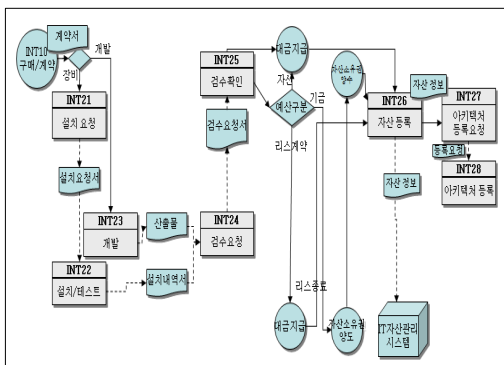 INT10
구매/계약
계약서
개발
장비
INT21
설치 요청
설치요청서
INT23
개발
산출물
INT22
설치/테스트
설치내역서
INT24
검수요청
검수요청서
INT25
검수확인
대금지급
자산
예산구분
기금
리스계약
대금지급
리스종료
자산소유권
양도
자산소유권
INT26
자산 등록
자산 정보
자산 정보
IT자산관리
시스템
INT27
아키텍처
등록요청
등록요청
INT28
아키텍처 등록